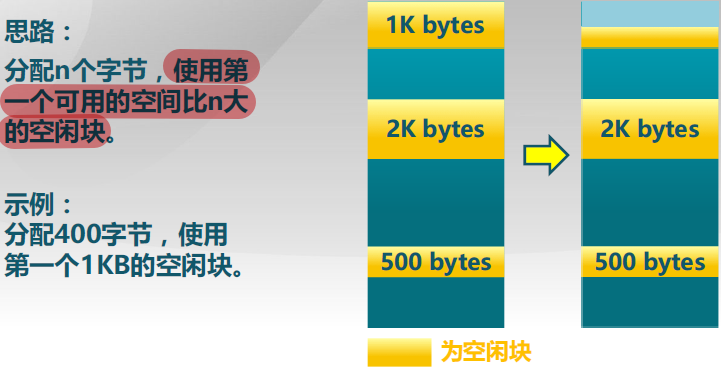 思路：
分配n个字节，使用第
一个可用的空间比n大
的空闲块。
示例：
分配400字节，使用
第一个1KB的空闲块。
1K bytes
2K bytes
500 bytes
2K bytes
500 bytes
为空闲块